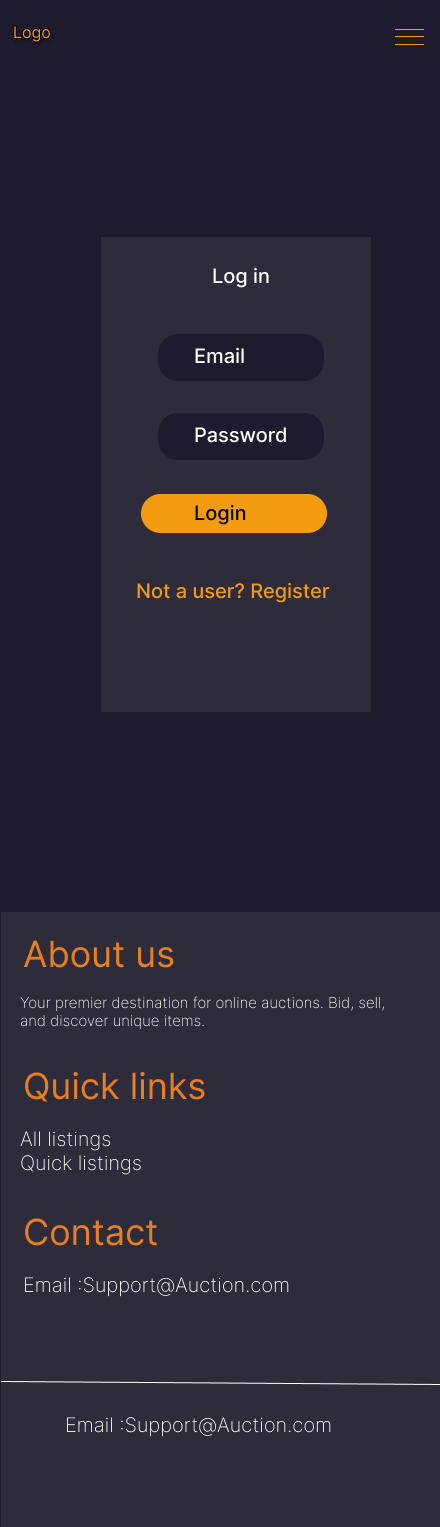 Logo
Log in
Email
Password
Login
Not a user? Register
About us
Your premier destination for online auctions. Bid, sell,
and discover unique items.
Quick links
All listings
Quick listings
Contact
Email :Support@Auction.com
Email :Support@Auction.com